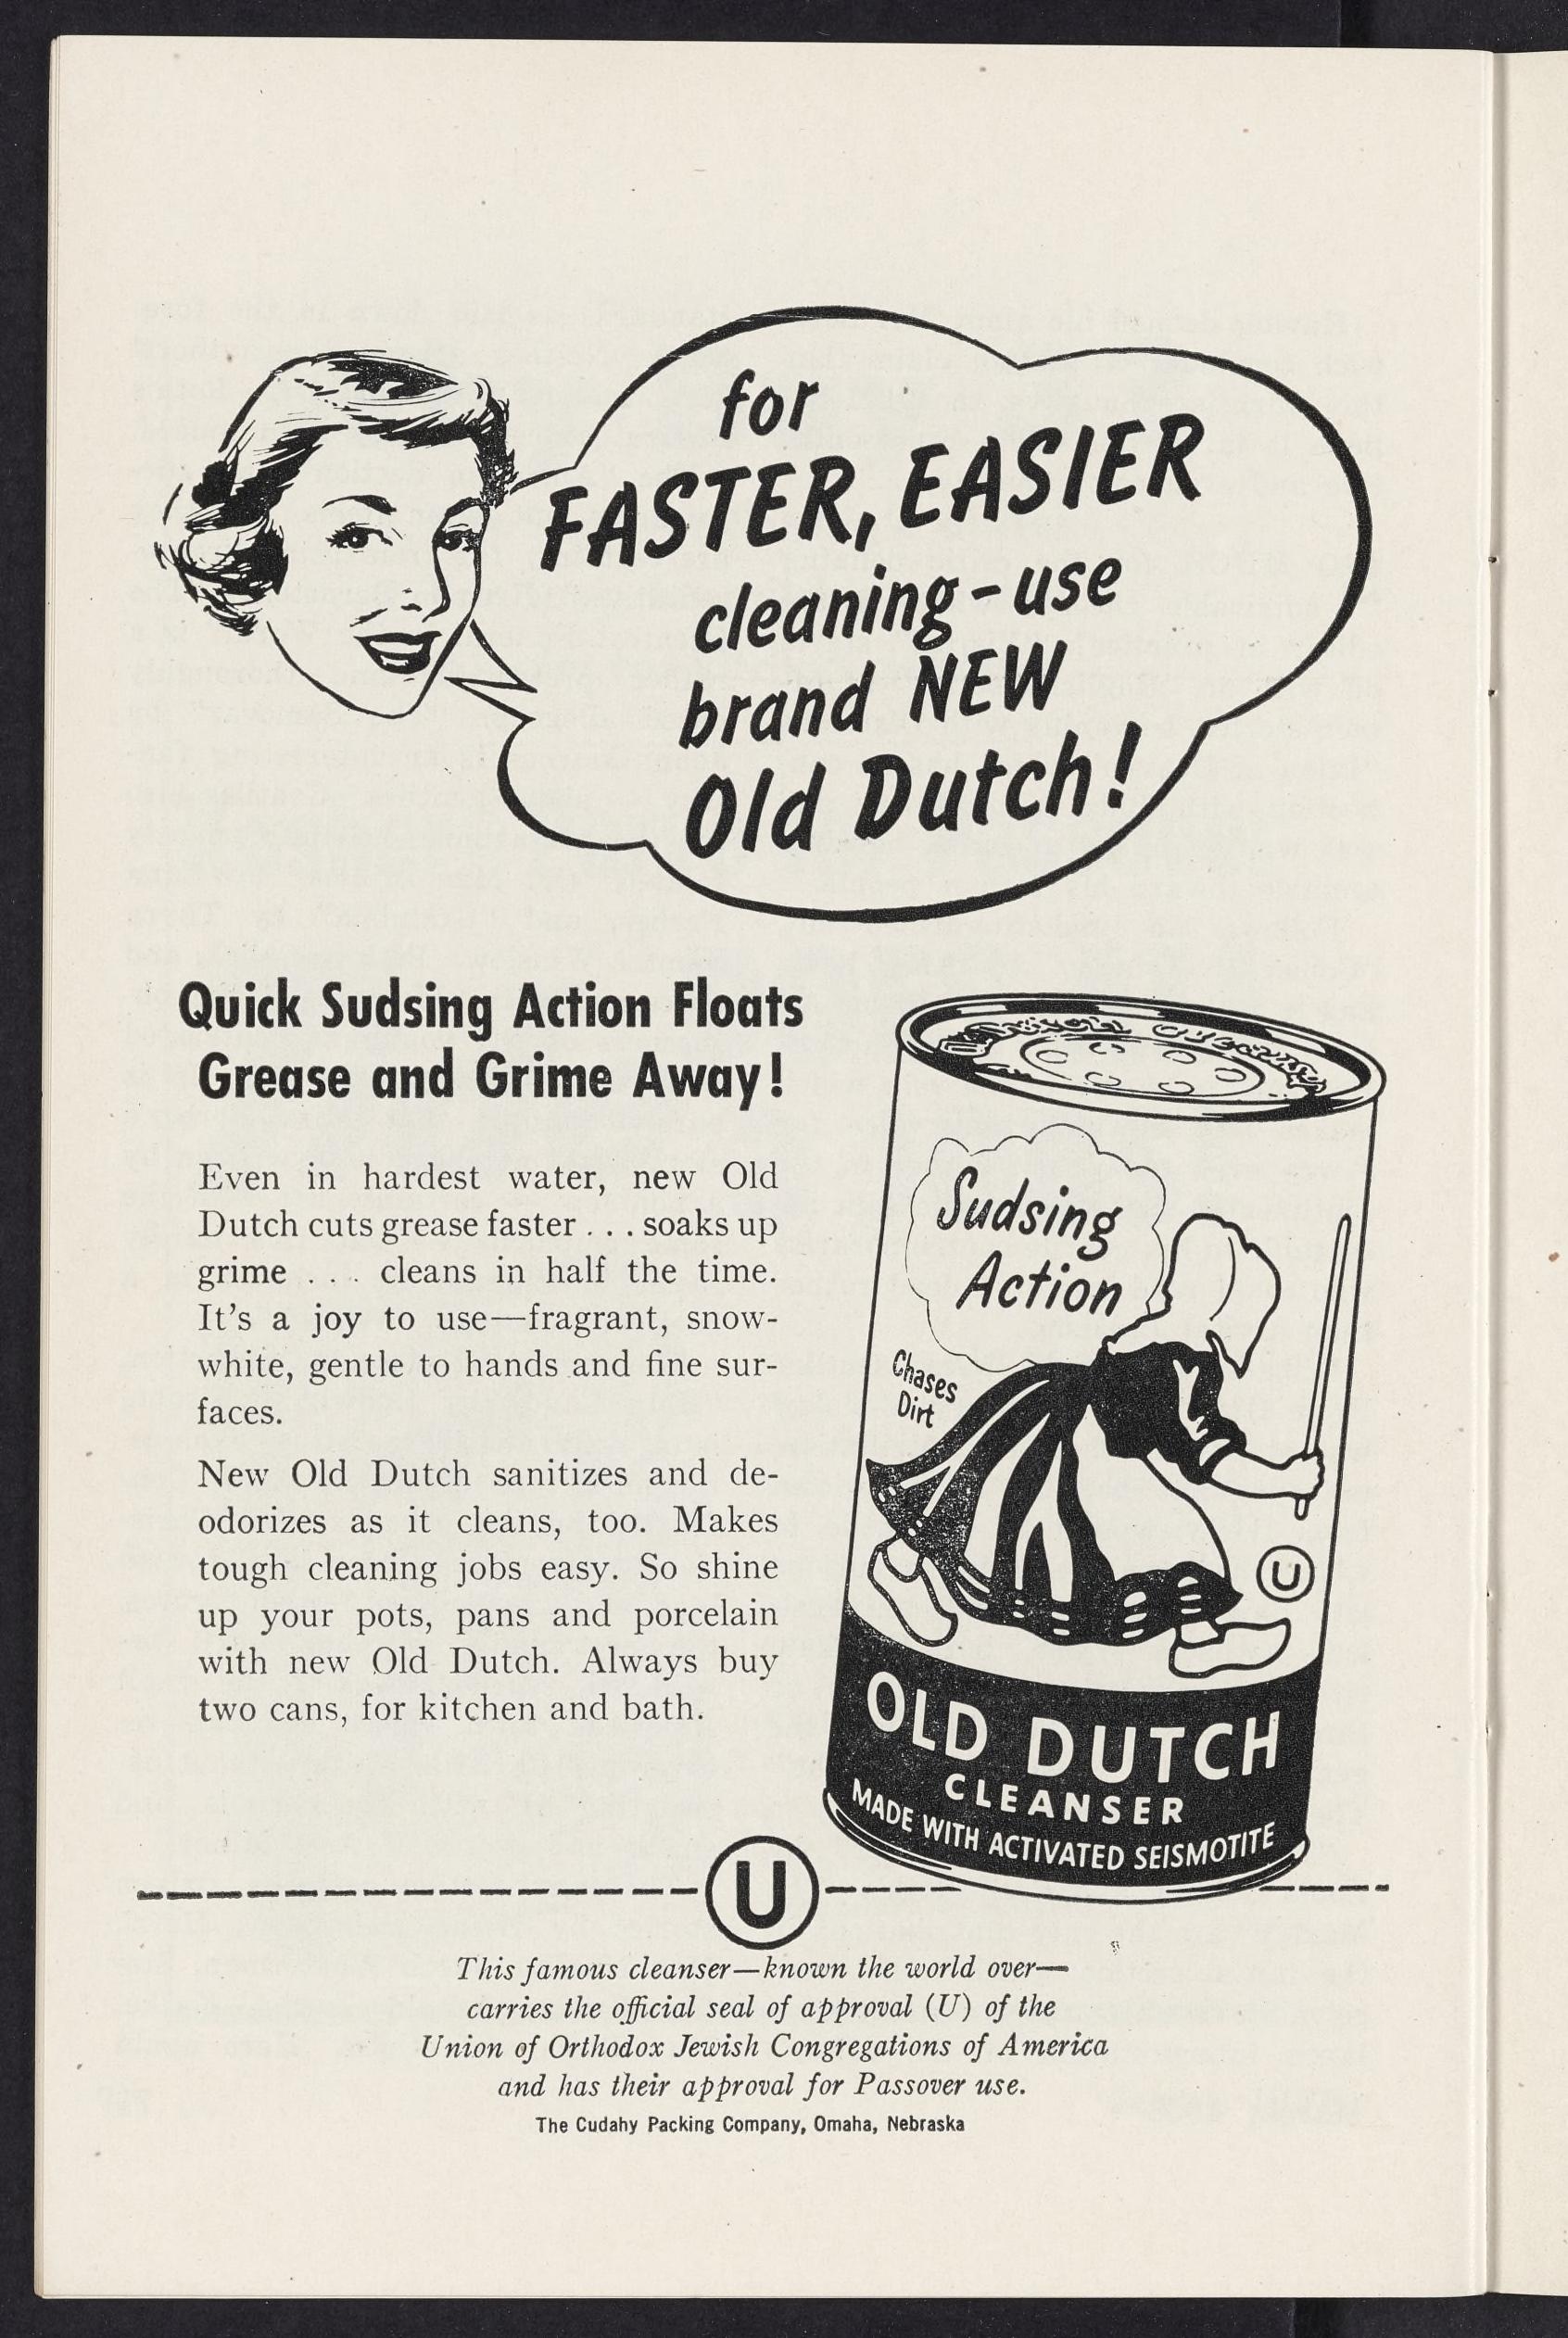 for
FASTER, EASIER
cleaning - use
brand NEW
Old Dutch!
Quick Sudsing Action Floats
Grease and Grime Away!
Even in hardest water, new Old
Dutch cuts grease faster . . . soaks up
grime . . . cleans in half the time.
It's a joy to use—fragrant, snow-
white, gentle to hands and fine sur-
faces.
New Old Dutch sanitizes and de-
odorizes as it cleans, too. Makes
tough cleaning jobs easy. So shine
up your pots, pans and porcelain
with new Old Dutch. Always buy
two cans, for kitchen and bath.
Sudsing
Action
Chases
Dirt
U
OLD DUTCH
CLEANSER
MADE WITH ACTIVATED SEISMOTITE
U
This famous cleanser—known the world over—
carries the official seal of approval (U) of the
Union of Orthodox Jewish Congregations of America
and has their approval for Passover use.
The Cudahy Packing Company, Omaha, Nebraska